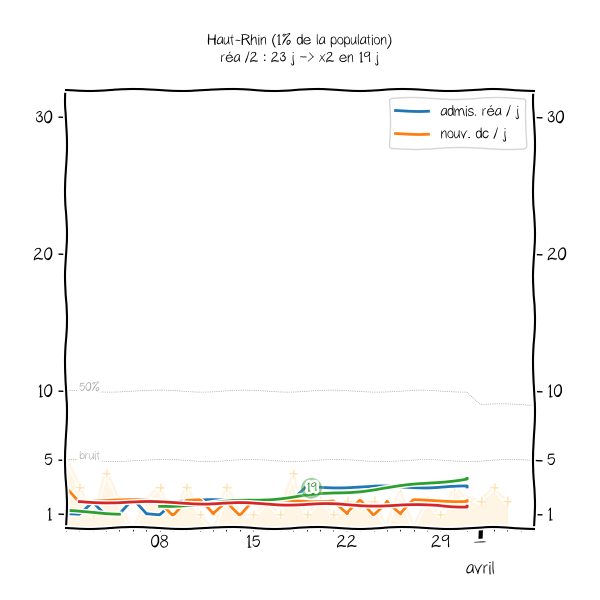 Haut-Rhin (1% de la population)
réa /2 : 23 j -> x2 en 19 j
admis. réa / j
nouv. dc / j
30
30
20
20
10
10
50%
5
5
bruit
19
1
1
08
15
22
29
avril